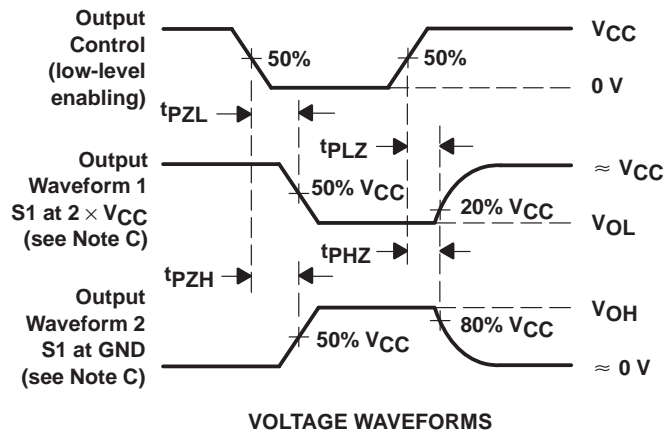 Output
Control
(low-level
enabling)
50%
50%
VCC
0 V
tPZL
tPLZ
Output
Waveform 1
S1 at 2 × VCC
(see Note C)
50% VCC
20% VCC
≈ VCC
VOL
tPZH
tPHZ
Output
Waveform 2
S1 at GND
(see Note C)
50% VCC
80% VCC
VOH
≈ 0 V
VOLTAGE WAVEFORMS